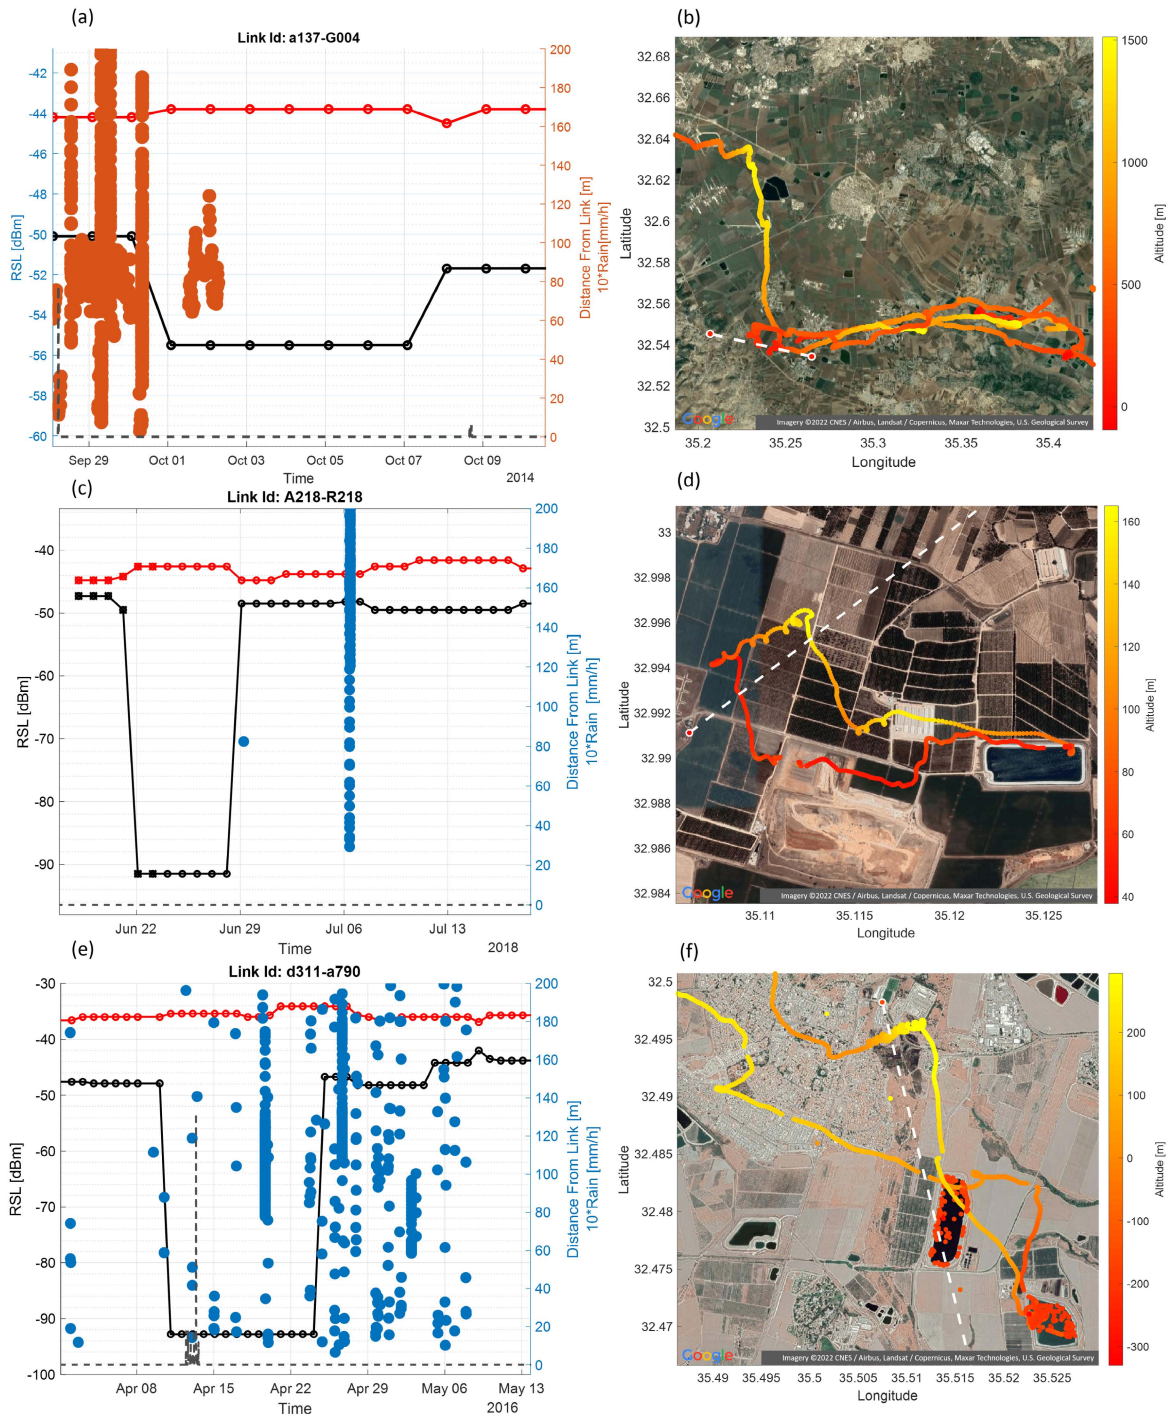 (a)
Link Id: a137-G004
-42
-44
-46
-48
-50
-52
-54
-56
-58
-60
RSL [dBm]
200
180
160
140
120
100
80
60
40
20
0
Distance From Link [m]
10*Rain[mm/h]
Sep 29
Oct 01
Oct 03
Oct 05
Oct 07
Oct 09
Time
2014
(b)
32.68
32.66
32.64
32.62
32.6
32.58
32.56
32.54
32.52
32.5
Latitude
Google
Imagery ©2022 CNES / Airbus, Landsat / Copernicus, Maxar Technologies, U.S. Geological Survey
35.2
35.25
35.3
35.35
35.4
Longitude
1500
1000
500
0
Altitude [m]
(c)
Link Id: A218-R218
-40
-50
-60
-70
-80
-90
RSL [dBm]
200
180
160
140
120
100
80
60
40
20
0
Distance From Link [m]
10*Rain [mm/h]
Jun 22
Jun 29
Jul 06
Jul 13
Time
2018
(d)
33
32.998
32.996
32.994
32.992
32.99
32.988
32.986
32.984
Latitude
Google
Imagery ©2022 CNES / Airbus, Landsat / Copernicus, Maxar Technologies, U.S. Geological Survey
35.11
35.115
35.12
35.125
Longitude
160
140
120
100
80
60
40
Altitude [m]
(e)
Link Id: d311-a790
-30
-40
-50
-60
-70
-80
-90
-100
RSL [dBm]
200
180
160
140
120
100
80
60
40
20
0
Distance From Link [m]
10*Rain [mm/h]
Apr 08
Apr 15
Apr 22
Apr 29
May 06
May 13
Time
2016
(f)
32.5
32.495
32.49
32.485
32.48
32.475
32.47
Latitude
Google
Imagery ©2022 CNES / Airbus, Landsat / Copernicus, Maxar Technologies, U.S. Geological Survey
35.49
35.495
35.5
35.505
35.51
35.515
35.52
35.525
Longitude
200
100
0
-100
-200
-300
Altitude [m]